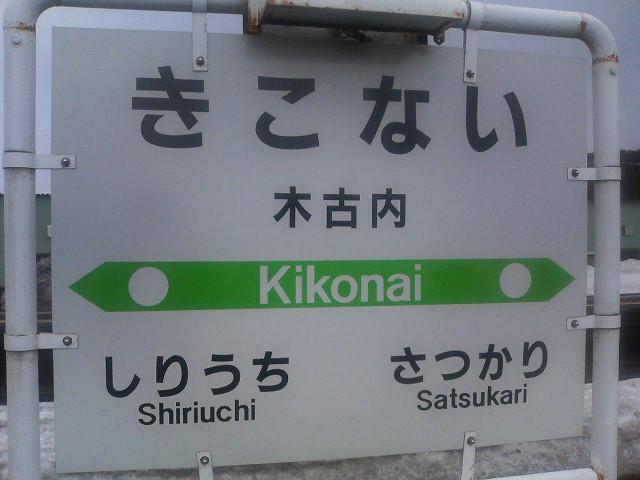 きこない
木古内
Kikonai
しりうち
Shiriuchi
さつかり
Satsukari